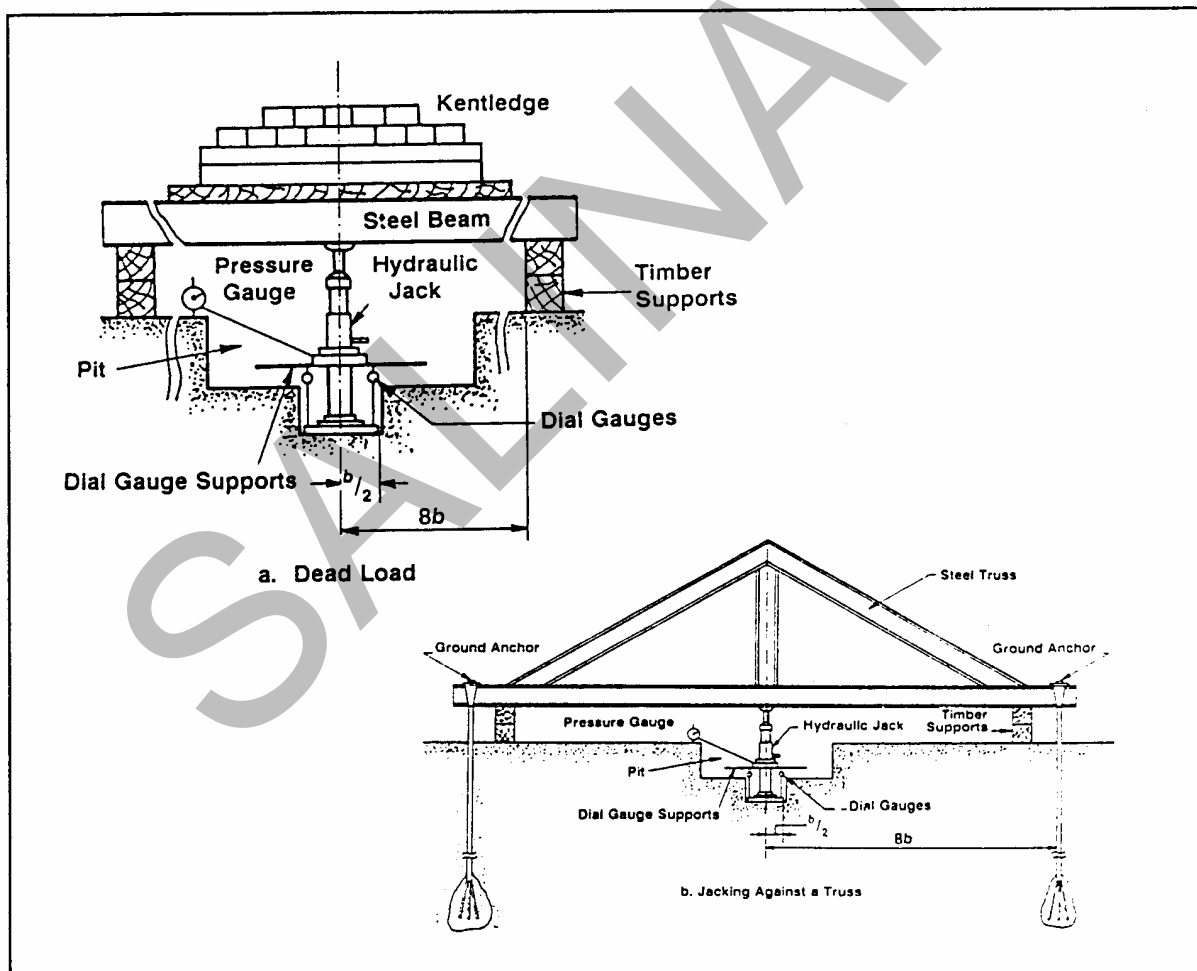 Kentledge
Steel Beam
Pressure
Gauge
Hydraulic
Jack
Timber
Supports
Pit
Dial Gauges
Dial Gauge Supports
b/2
8b
a. Dead Load
Steel Truss
Ground Anchor
Ground Anchor
Pressure Gauge
Hydraulic Jack
Timber
Supports
Pit
Dial Gauge Supports
Dial Gauges
b/2
8b
b. Jacking Against a Truss
SALINAN